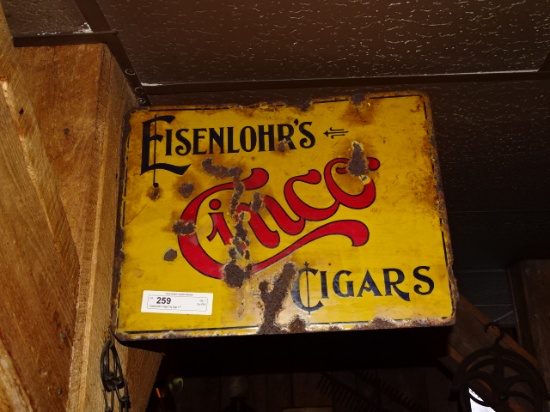 EISENLOHR'S
Cinco
CIGARS
259